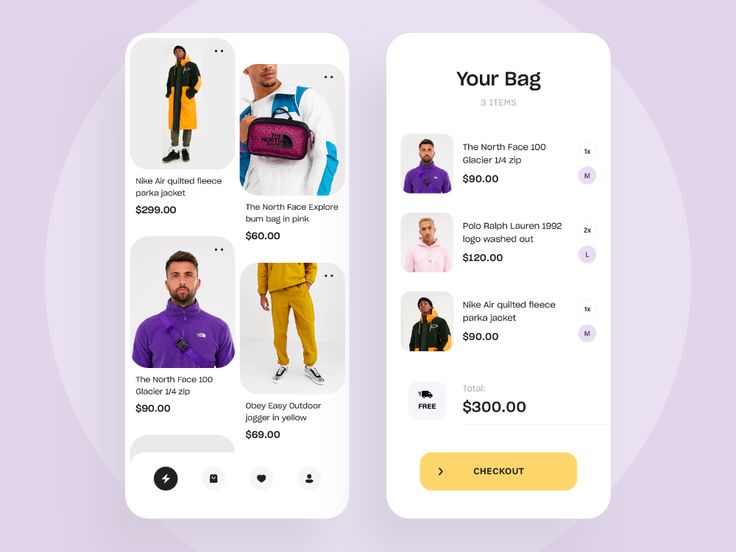 Nike Air quilted fleece
parka jacket
$299.00
THE
NORTH
FACE
The North Face Explore
bum bag in pink
$60.00
The North Face 100
Glacier 1/4 zip
$90.00
Obey Easy Outdoor
jogger in yellow
$69.00
Your Bag
3 ITEMS
The North Face 100
Glacier 1/4 zip
$90.00
1x
M
Polo Ralph Lauren 1992
logo washed out
$120.00
2x
L
Nike Air quilted fleece
parka jacket
$90.00
1x
M
FREE
Total:
$300.00
CHECKOUT